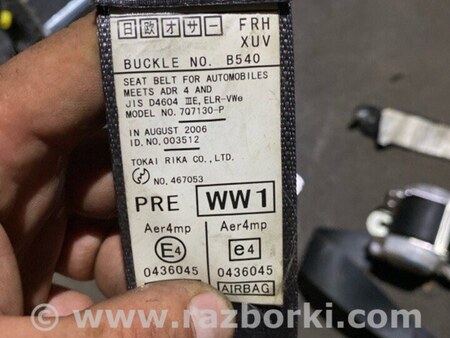 日 欧 オ サ ー FRH
XUV
BUCKLE NO. B540
SEAT BELT FOR AUTOMOBILES
MEETS ADR 4 AND
JIS D4604 ⅢE, ELR-VWe
MODEL NO. 7Q7130-P
IN AUGUST 2006
ID. NO. 003512
TOKAI RIKA CO., LTD.
NO. 467053
PRE WW1
Aer4mp Aer4mp
E4 e4
0436045 0436045
AIRBAG
www.razborki.com